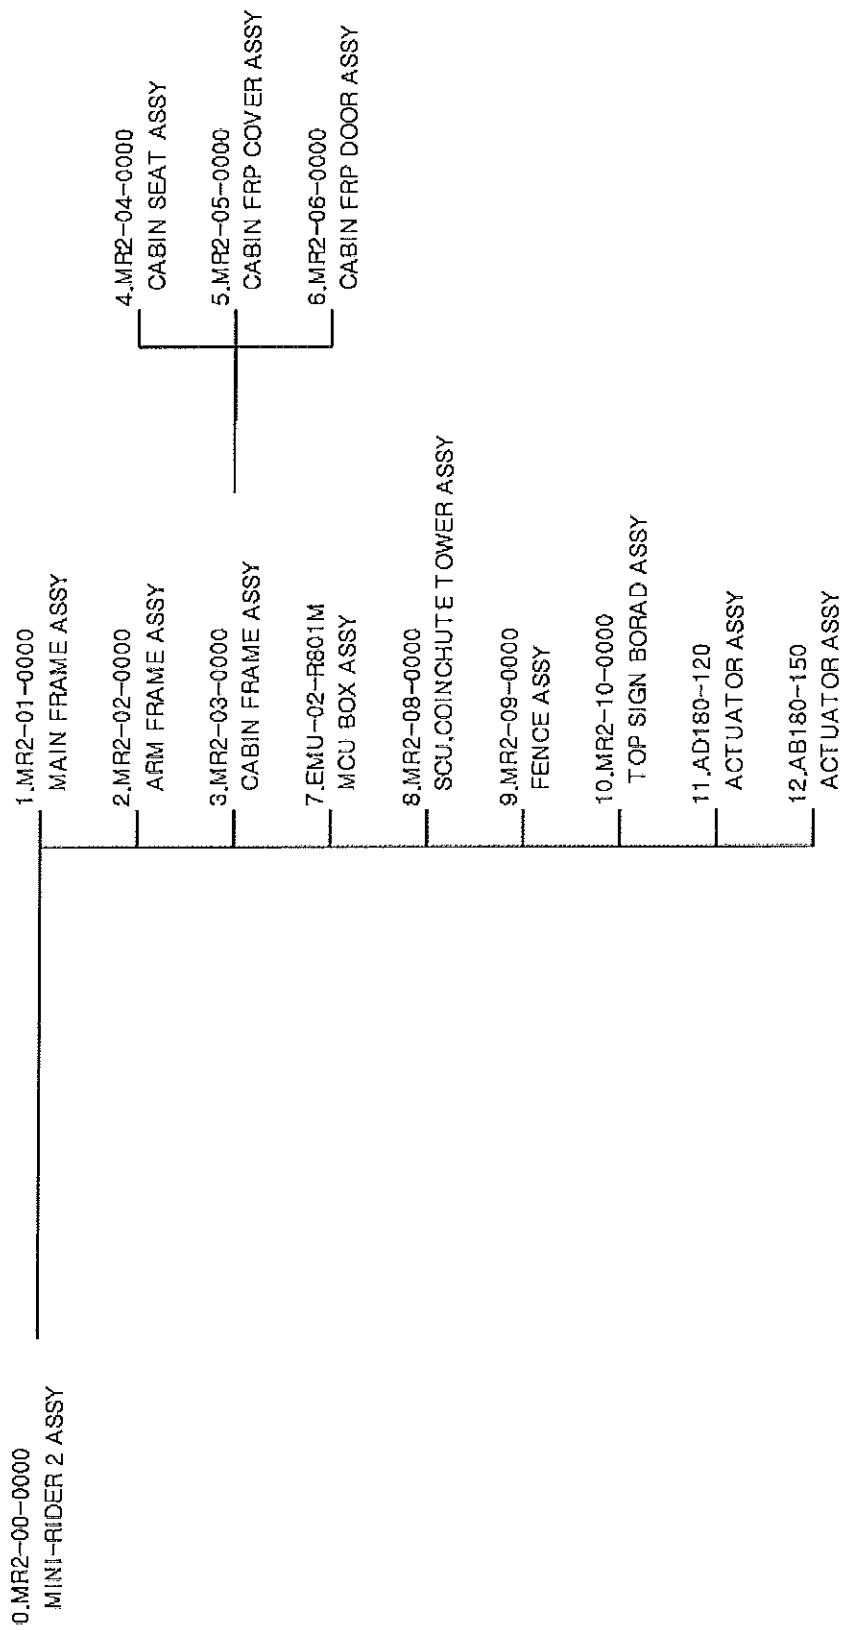 0.MR2-00-0000
MINI-RIDER 2 ASSY
1.MR2-01-0000
MAIN FRAME ASSY
2.MR2-02-0000
ARM FRAME ASSY
3.MR2-03-0000
CABIN FRAME ASSY
4.MR2-04-0000
CABIN SEAT ASSY
5.MR2-05-0000
CABIN FRP COVER ASSY
6.MR2-06-0000
CABIN FRP DOOR ASSY
7.EMU-02-R801M
MCU BOX ASSY
8.MR2-08-0000
SCU,COINCHUTE TOWER ASSY
9.MR2-09-0000
FENCE ASSY
10.MR2-10-0000
TOP SIGN BORAD ASSY
11.AD180-120
ACTUATOR ASSY
12.AB180-150
ACTUATOR ASSY